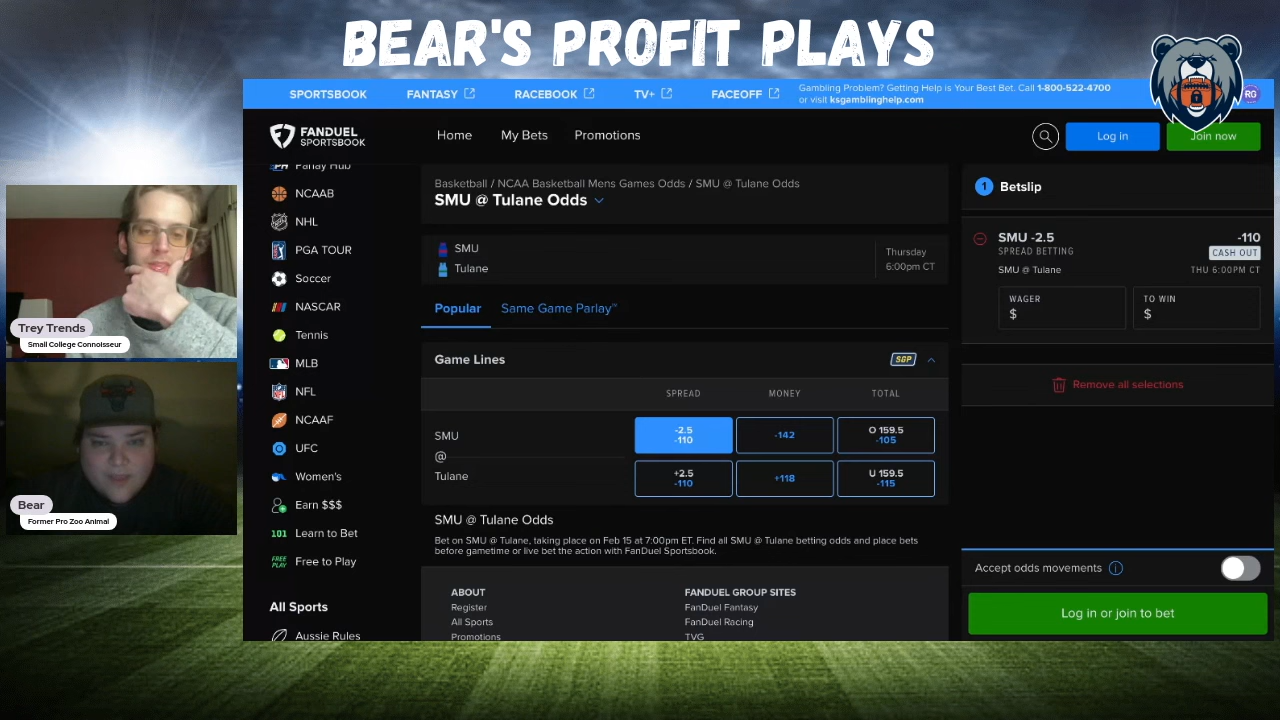 BEAR'S PROFIT PLAYS
SPORTSBOOK FANTASY RACEBOOK TV+ FACEOFF
Gambling Problem? Getting Help is Your Best Bet. Call 1-800-522-4700
or visit ksgamblinghelp.com
RG
FANDUEL
SPORTSBOOK
Home My Bets Promotions
Log in
Join now
Parlay Hub
NCAAB
NHL
PGA TOUR
Soccer
NASCAR
Tennis
MLB
NFL
NCAAF
UFC
Women's
Earn $$$
101 Learn to Bet
FREE PLAY Free to Play
All Sports
Aussie Rules
Basketball / NCAA Basketball Mens Games Odds / SMU @ Tulane Odds
SMU @ Tulane Odds
SMU
Tulane
Thursday
6:00pm CT
Popular Same Game Parlay™
Game Lines
SGP
SPREAD MONEY TOTAL
SMU
@
Tulane
-2.5
-110
-142
O 159.5
-105
+2.5
-110
+118
U 159.5
-115
SMU @ Tulane Odds
Bet on SMU @ Tulane, taking place on Feb 15 at 7:00pm ET. Find all SMU @ Tulane betting odds and place bets
before gametime or live bet the action with FanDuel Sportsbook.
ABOUT
Register
All Sports
Promotions
FANDUEL GROUP SITES
FanDuel Fantasy
FanDuel Racing
TVG
1 Betslip
SMU -2.5 -110
SPREAD BETTING CASH OUT
SMU @ Tulane THU 6:00PM CT
WAGER
$
TO WIN
$
Remove all selections
Accept odds movements
Log in or join to bet
Trey Trends
Small College Connoisseur
Bear
Former Pro Zoo Animal